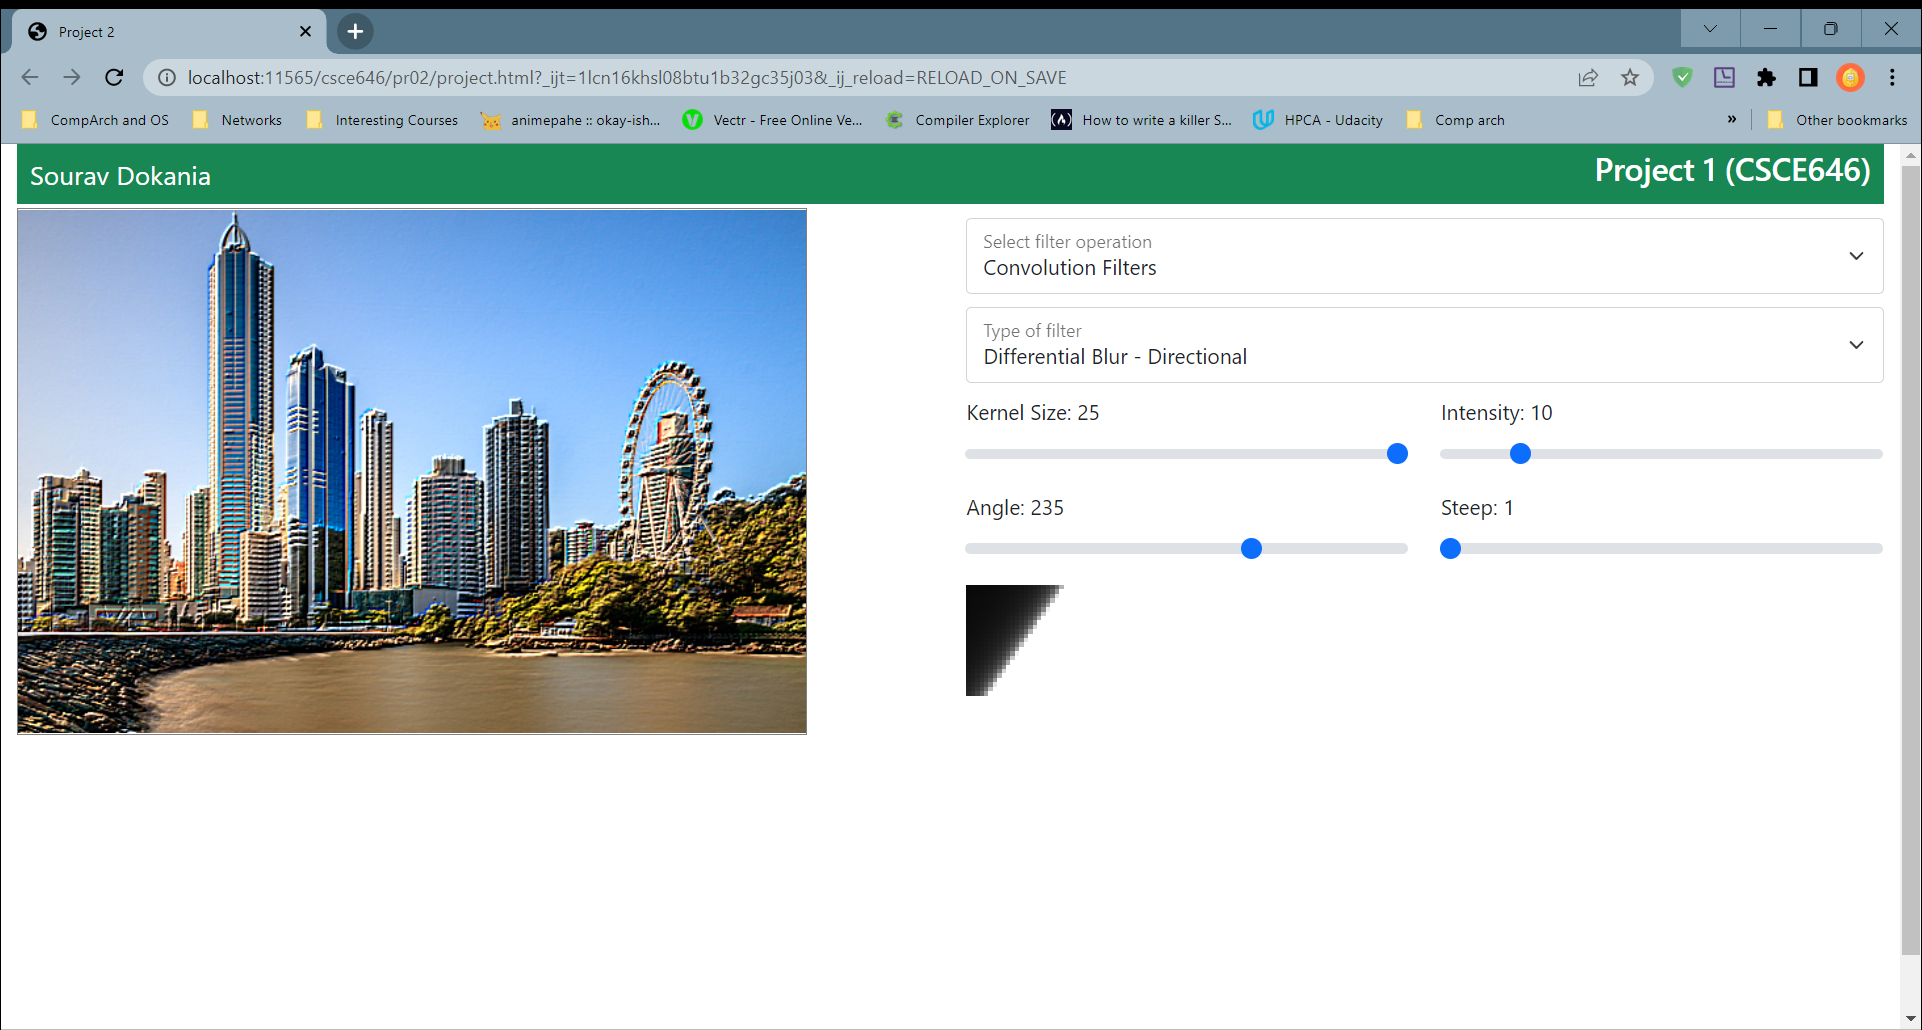 Project 2
localhost:11565/csce646/pr02/project.html?_ijt=1lcn16khsl08btu1b32gc35j03&_ij_reload=RELOAD_ON_SAVE
CompArch and OS Networks Interesting Courses animepahe :: okay-ish... Vectr - Free Online Ve... Compiler Explorer How to write a killer S... HPCA - Udacity Comp arch » Other bookmarks
Sourav Dokania Project 1 (CSCE646)
Select filter operation
Convolution Filters
Type of filter
Differential Blur - Directional
Kernel Size: 25 Intensity: 10
Angle: 235 Steep: 1